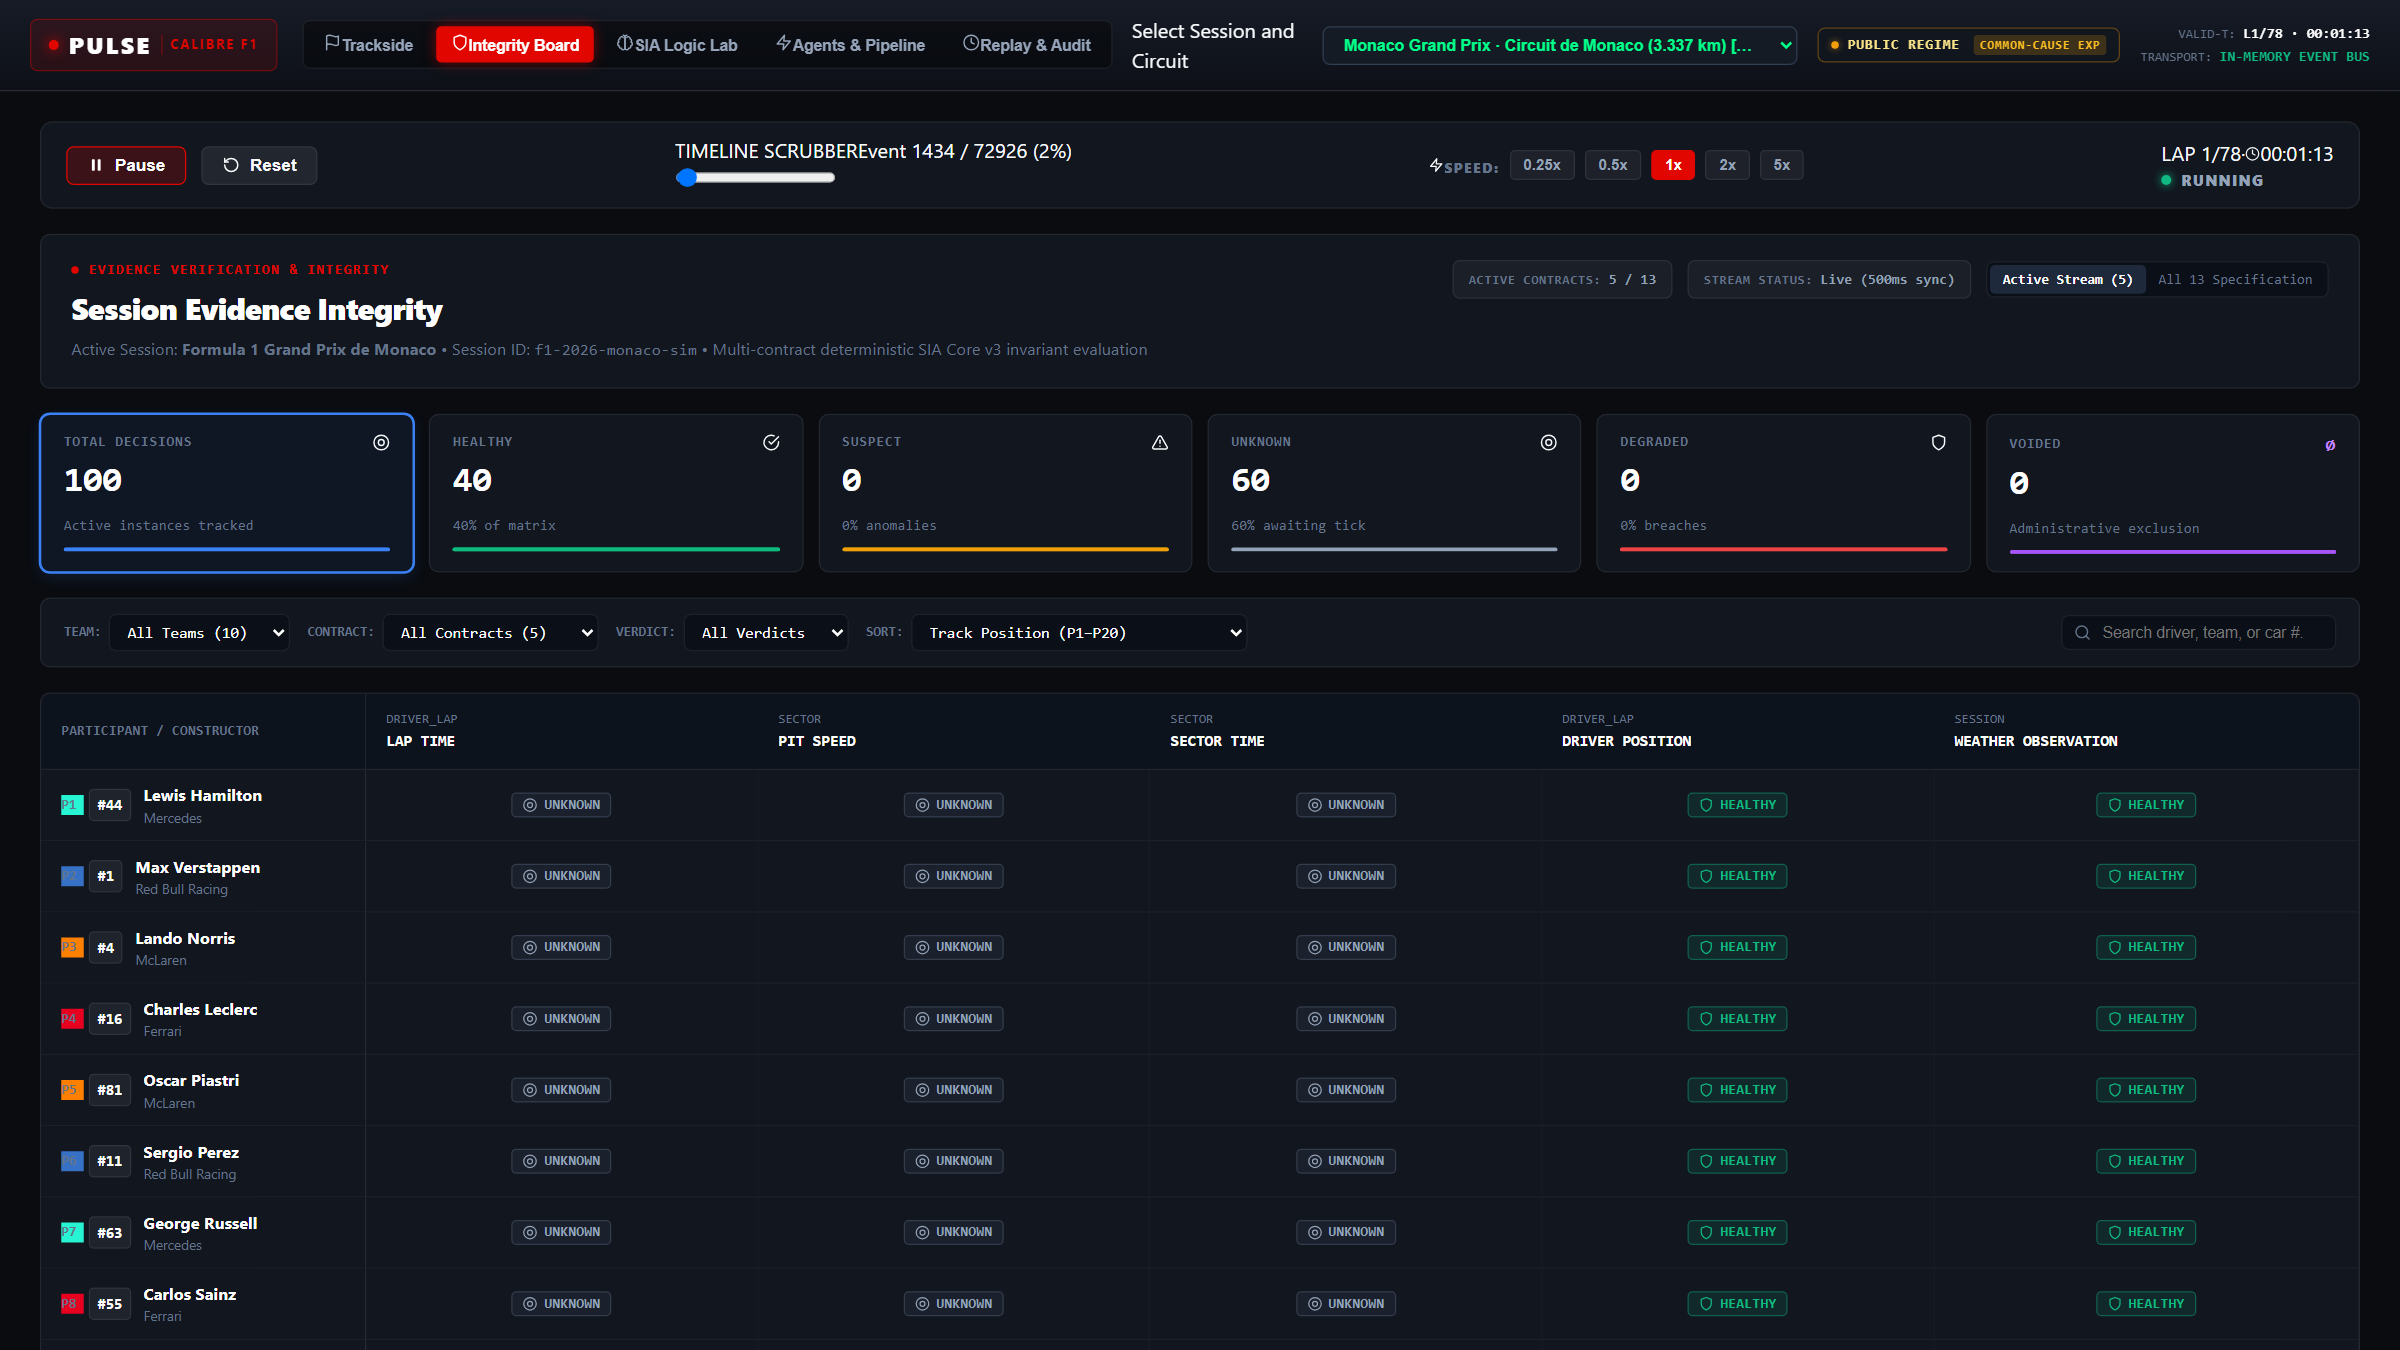 PULSE CALIBRE F1
Trackside
Integrity Board
SIA Logic Lab
Agents & Pipeline
Replay & Audit
Select Session and
Circuit
Monaco Grand Prix · Circuit de Monaco (3.337 km) [...
PUBLIC REGIME COMMON-CAUSE EXP
VALID-T: L1/78 • 00:01:13
TRANSPORT: IN-MEMORY EVENT BUS
Pause
Reset
TIMELINE SCRUBBEREvent 1434 / 72926 (2%)
SPEED: 0.25x 0.5x 1x 2x 5x
LAP 1/78·00:01:13
RUNNING
EVIDENCE VERIFICATION & INTEGRITY
Session Evidence Integrity
Active Session: Formula 1 Grand Prix de Monaco • Session ID: f1-2026-monaco-sim • Multi-contract deterministic SIA Core v3 invariant evaluation
ACTIVE CONTRACTS: 5 / 13
STREAM STATUS: Live (500ms sync)
Active Stream (5) All 13 Specification
TOTAL DECISIONS
100
Active instances tracked
HEALTHY
40
40% of matrix
SUSPECT
0
0% anomalies
UNKNOWN
60
60% awaiting tick
DEGRADED
0
0% breaches
VOIDED
Ø
0
Administrative exclusion
TEAM: All Teams (10) CONTRACT: All Contracts (5) VERDICT: All Verdicts SORT: Track Position (P1–P20)
Search driver, team, or car #.
PARTICIPANT / CONSTRUCTOR
DRIVER_LAP
LAP TIME
SECTOR
PIT SPEED
SECTOR
SECTOR TIME
DRIVER_LAP
DRIVER POSITION
SESSION
WEATHER OBSERVATION
P1 #44 Lewis Hamilton
Mercedes
UNKNOWN UNKNOWN UNKNOWN HEALTHY HEALTHY
P2 #1 Max Verstappen
Red Bull Racing
UNKNOWN UNKNOWN UNKNOWN HEALTHY HEALTHY
P3 #4 Lando Norris
McLaren
UNKNOWN UNKNOWN UNKNOWN HEALTHY HEALTHY
P4 #16 Charles Leclerc
Ferrari
UNKNOWN UNKNOWN UNKNOWN HEALTHY HEALTHY
P5 #81 Oscar Piastri
McLaren
UNKNOWN UNKNOWN UNKNOWN HEALTHY HEALTHY
P6 #11 Sergio Perez
Red Bull Racing
UNKNOWN UNKNOWN UNKNOWN HEALTHY HEALTHY
P7 #63 George Russell
Mercedes
UNKNOWN UNKNOWN UNKNOWN HEALTHY HEALTHY
P8 #55 Carlos Sainz
Ferrari
UNKNOWN UNKNOWN UNKNOWN HEALTHY HEALTHY